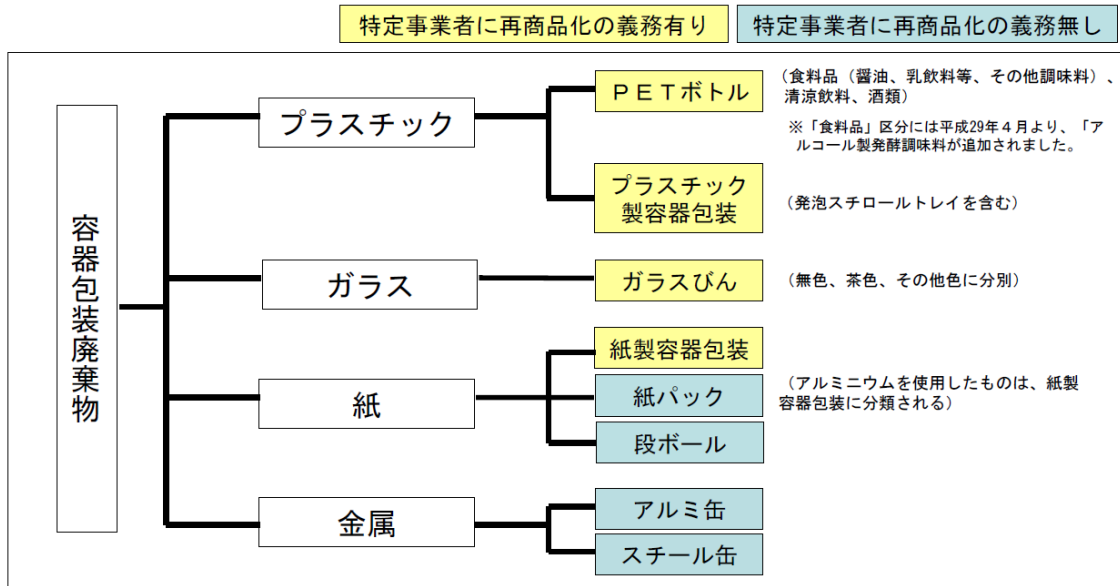 特定事業者に再商品化の義務有り
特定事業者に再商品化の義務無し
容器包装廃棄物
プラスチック
PETボトル
(食料品(醤油、乳飲料等、その他調味料)、
清涼飲料、酒類)
※「食料品」区分には平成29年4月より、「ア
ルコール製発酵調味料が追加されました。
プラスチック
製容器包装
(発泡スチロールトレイを含む)
ガラス
ガラスびん
(無色、茶色、その他色に分別)
紙
紙製容器包装
紙パック
(アルミニウムを使用したものは、紙製
容器包装に分類される)
段ボール
金属
アルミ缶
スチール缶